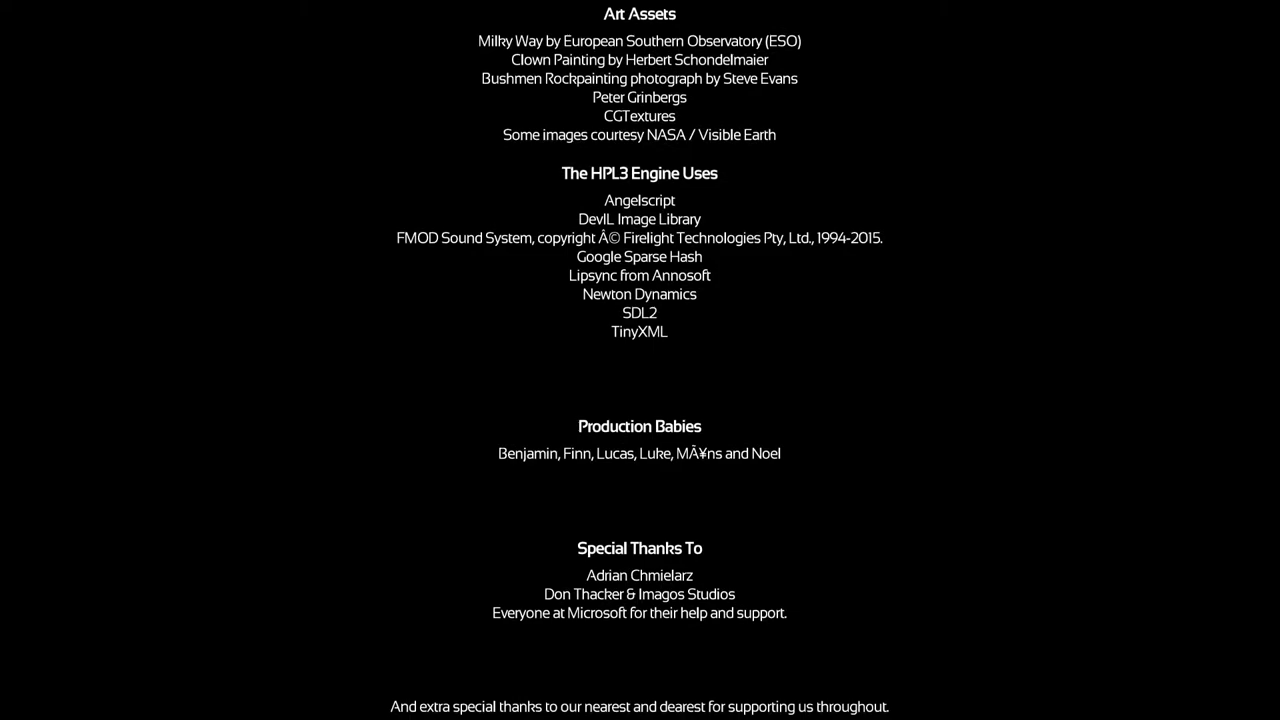 Art Assets
Milky Way by European Southern Observatory (ESO)
Clown Painting by Herbert Schondelmaier
Bushmen Rockpainting photograph by Steve Evans
Peter Grinbergs
CGTextures
Some images courtesy NASA / Visible Earth
The HPL3 Engine Uses
Angelscript
DevIL Image Library
FMOD Sound System, copyright Â© Firelight Technologies Pty, Ltd., 1994-2015.
Google Sparse Hash
Lipsync from Annosoft
Newton Dynamics
SDL2
TinyXML
Production Babies
Benjamin, Finn, Lucas, Luke, MÃ¥ns and Noel
Special Thanks To
Adrian Chmielarz
Don Thacker & Imagos Studios
Everyone at Microsoft for their help and support.
And extra special thanks to our nearest and dearest for supporting us throughout.